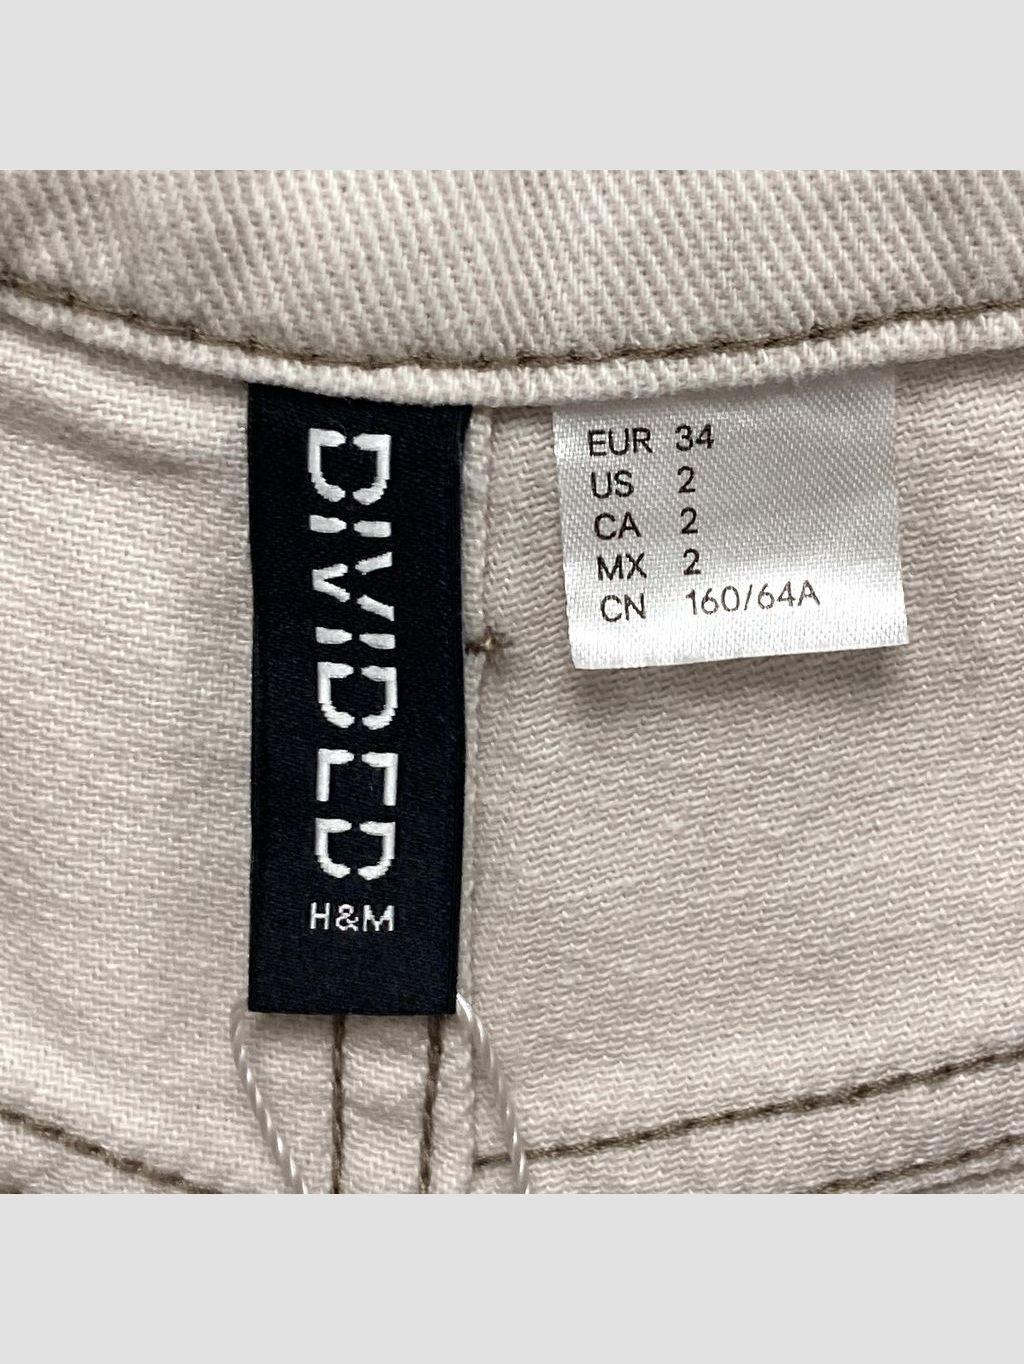 DIVIDED
H&M
EUR 34
US 2
CA 2
MX 2
CN 160/64A